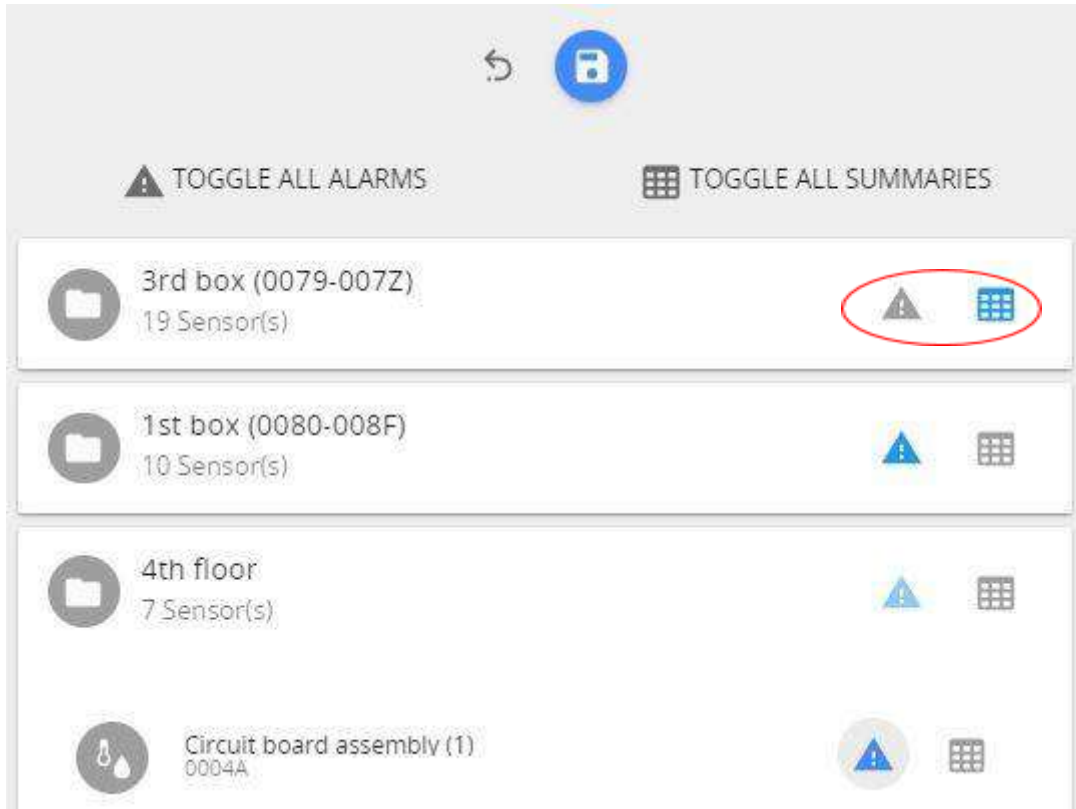 TOGGLE ALL ALARMS
TOGGLE ALL SUMMARIES
3rd box (0079-007Z)
19 Sensor(s)
1st box (0080-008F)
10 Sensor(s)
4th floor
7 Sensor(s)
Circuit board assembly (1)
0004A